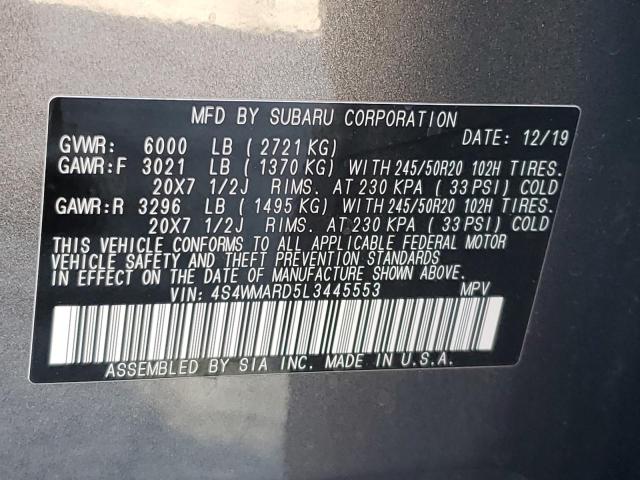 MFD BY SUBARU CORPORATION
GVWR: 6000 LB ( 2721 KG) DATE: 12/19
GAWR:F 3021 LB ( 1370 KG) WITH 245/50R20 102H TIRES.
20X7 1/2J RIMS. AT 230 KPA ( 33 PSI) COLD
GAWR:R 3296 LB ( 1495 KG) WITH 245/50R20 102H TIRES.
20X7 1/2J RIMS. AT 230 KPA ( 33 PSI) COLD
THIS VEHICLE CONFORMS TO ALL APPLICABLE FEDERAL MOTOR
VEHICLE SAFETY AND THEFT PREVENTION STANDARDS
IN EFFECT ON THE DATE OF MANUFACTURE SHOWN ABOVE.
VIN: 4S4WMARD5L3445553 MPV
ASSEMBLED BY SIA INC. MADE IN U.S.A.